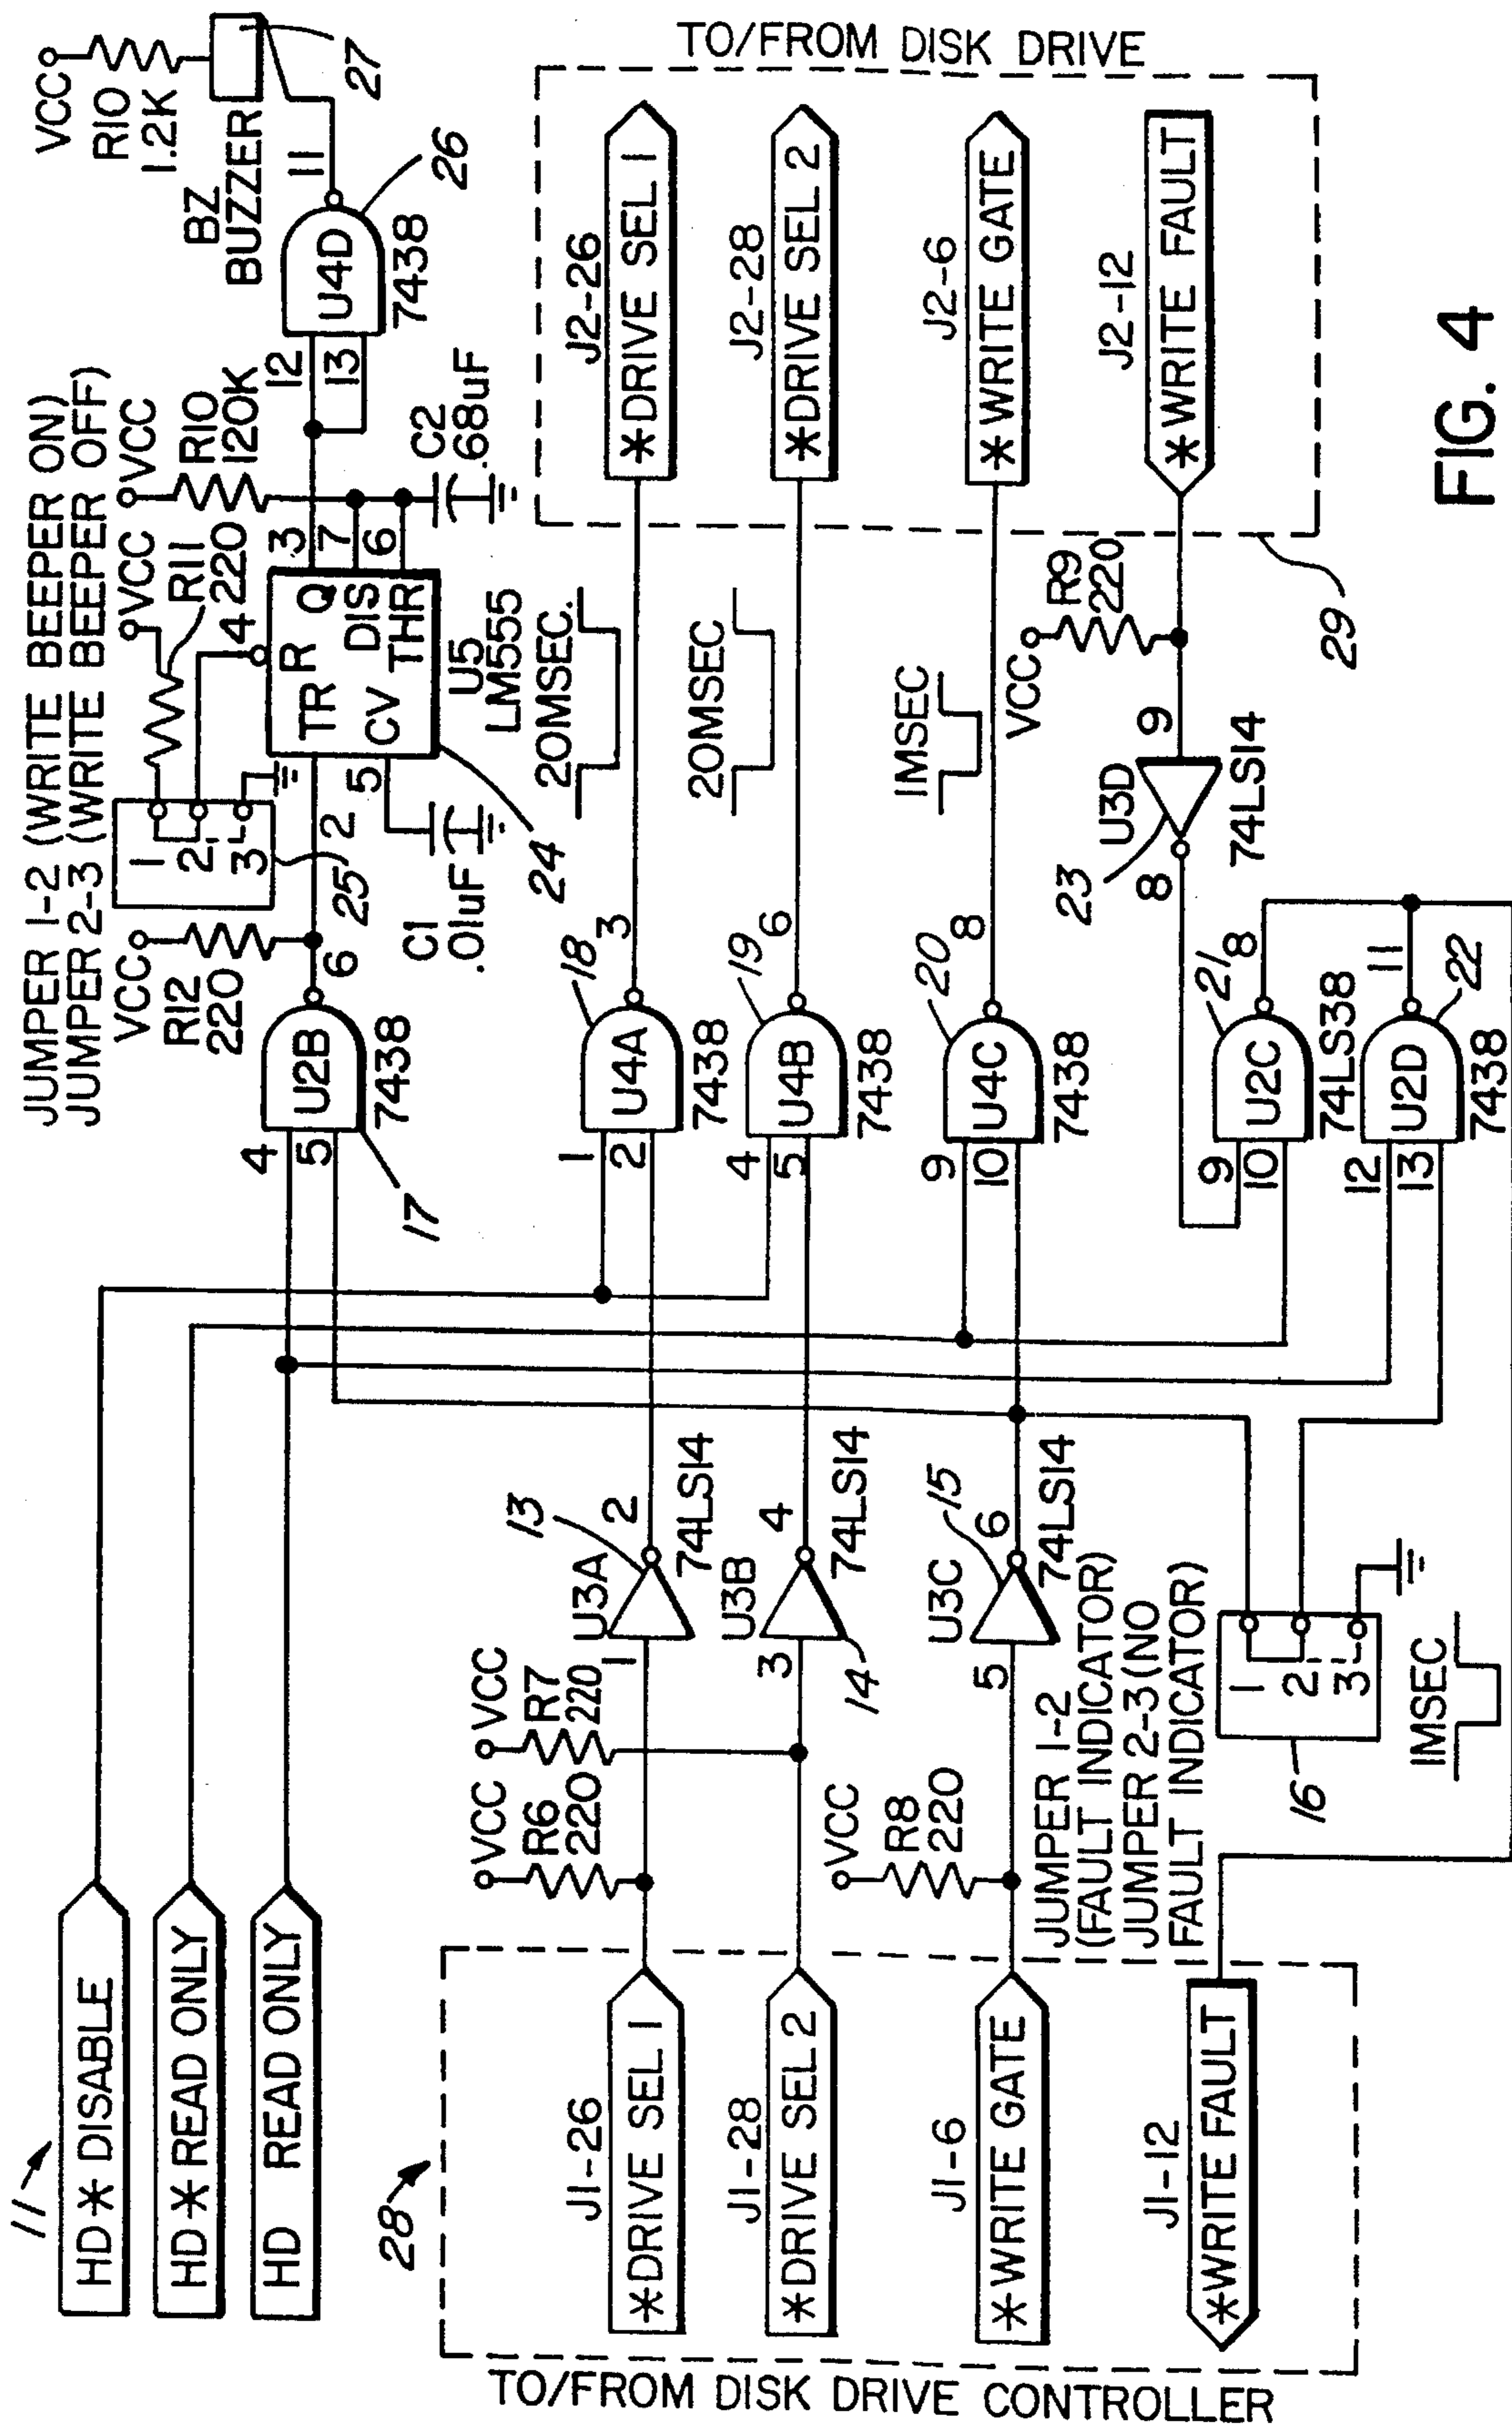 JUMPER 1-2 (WRITE BEEPER ON)
JUMPER 2-3 (WRITE BEEPER OFF)
VCC
R10
1.2K
BZ
BUZZER
27
11
U4D
7438
26
12
13
VCC
R10
120K
C2
.68uF
VCC
R11
220
4
3
7
6
R
TR
Q
DIS
CV
THR
U5
LM555
24
1
2
3
25
2
5
C1
.01uF
VCC
R12
220
6
U2B
7438
17
4
5
11
HD * DISABLE
HD * READ ONLY
HD READ ONLY
28
TO/FROM DISK DRIVE CONTROLLER
J1-26
*DRIVE SEL 1
J1-28
*DRIVE SEL 2
J1-6
*WRITE GATE
J1-12
*WRITE FAULT
VCC
R6
220
VCC
R7
220
VCC
R8
220
U3A
1
2
13
74LS14
U3B
3
4
14
74LS14
U3C
5
6
15
74LS14
JUMPER 1-2
(FAULT INDICATOR)
JUMPER 2-3 (NO
FAULT INDICATOR)
1
2
3
16
1MSEC
1
2
U4A
7438
18
3
20MSEC.
4
5
U4B
7438
19
6
20MSEC
9
10
U4C
7438
20
8
1MSEC
VCC
R9
220
9
U3D
8
23
74LS14
9
10
U2C
74LS38
21
8
12
13
U2D
7438
11
22
TO/FROM DISK DRIVE
J2-26
*DRIVE SEL 1
J2-28
*DRIVE SEL 2
J2-6
*WRITE GATE
J2-12
*WRITE FAULT
29
FIG. 4